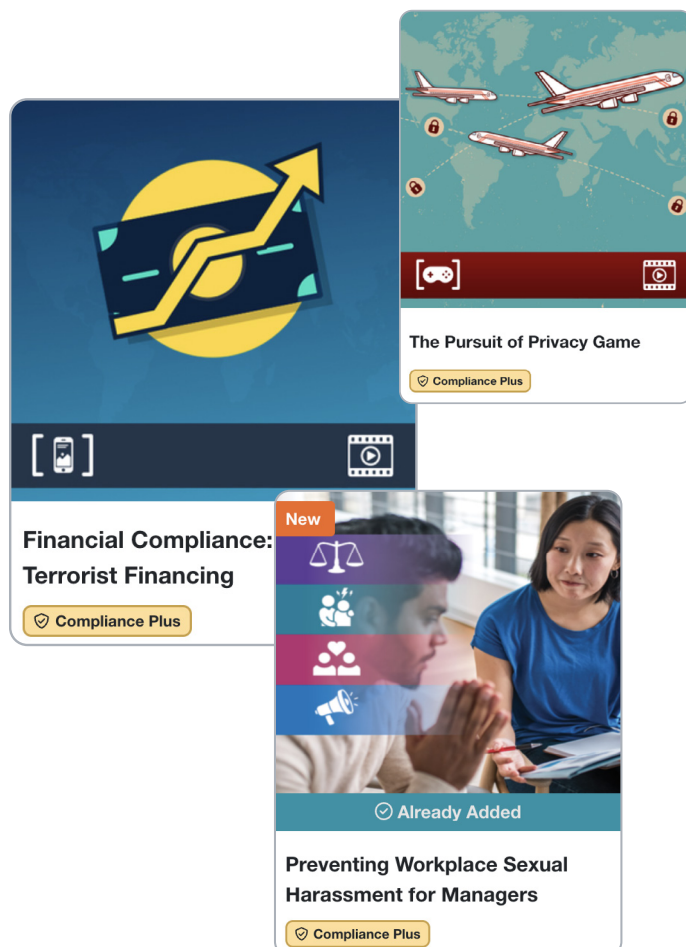 The Pursuit of Privacy Game
Compliance Plus
Financial Compliance:
Terrorist Financing
Compliance Plus
New
Already Added
Preventing Workplace Sexual
Harassment for Managers
Compliance Plus